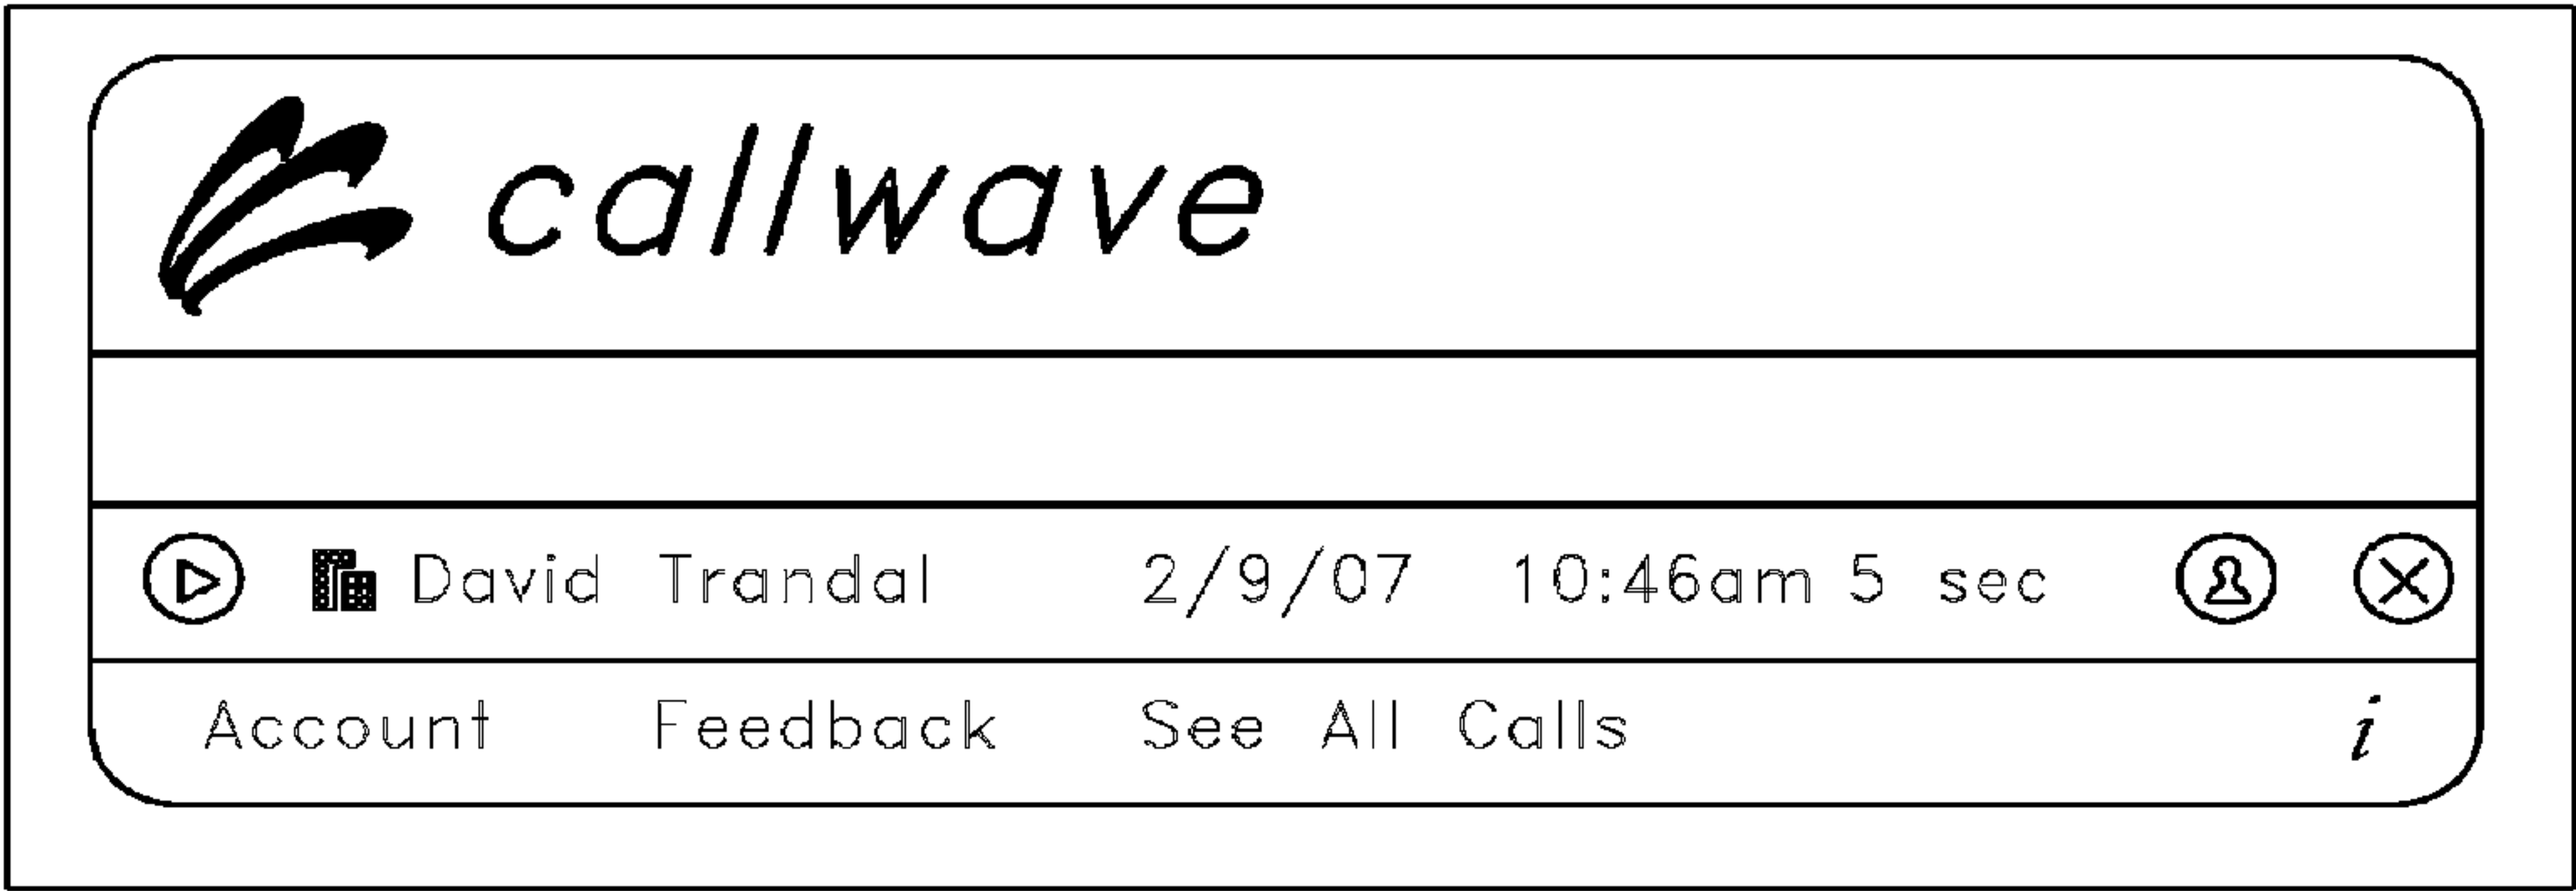 callwave
David Trandal 2/9/07 10:46am 5 sec
Account Feedback See All Calls i